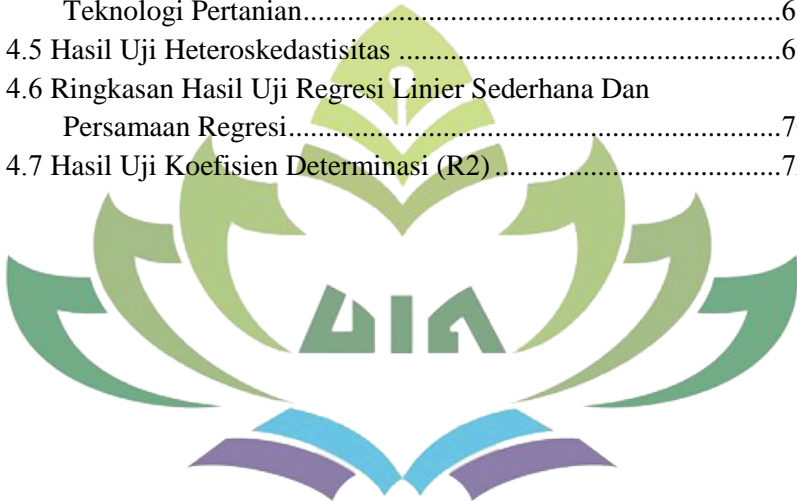 Teknologi Pertanian.......................................................................6
4.5 Hasil Uji Heteroskedastisitas .......................................................6
4.6 Ringkasan Hasil Uji Regresi Linier Sederhana Dan
Persamaan Regresi.........................................................................7
4.7 Hasil Uji Koefisien Determinasi (R2) ..........................................7
UIN